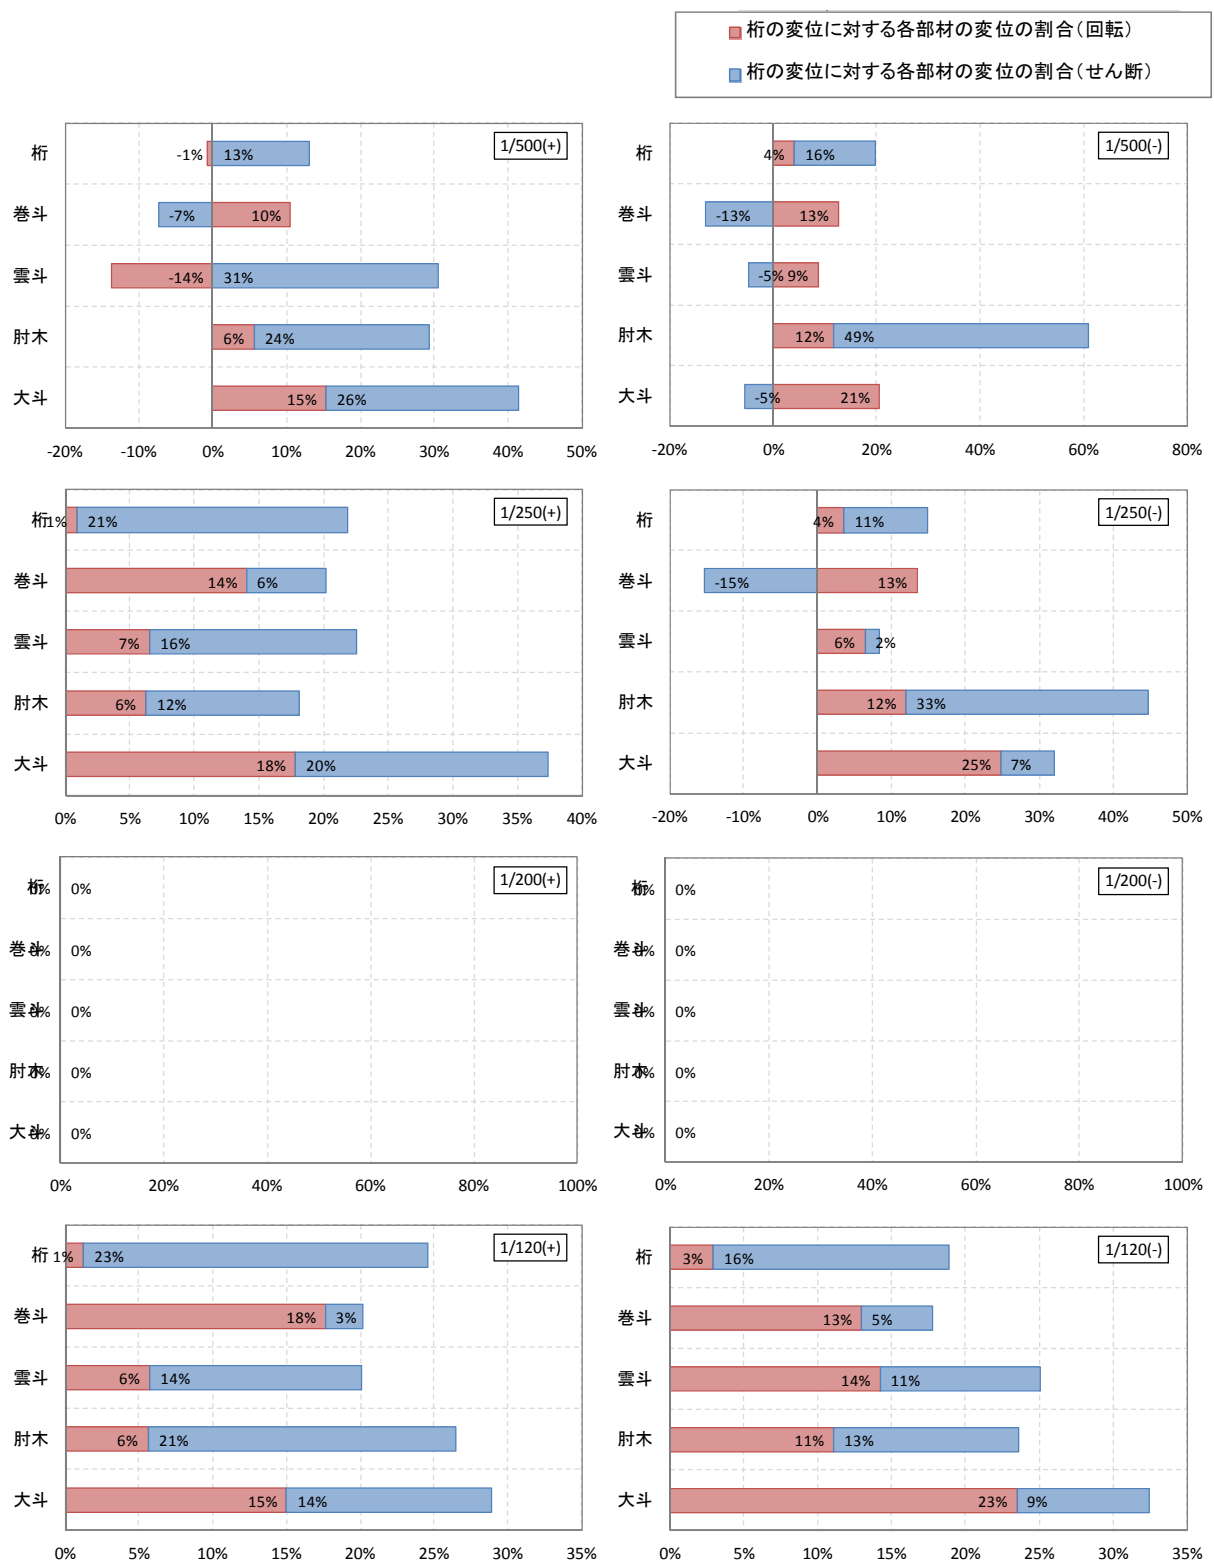 桁の変位に対する各部材の変位の割合(回転)
桁の変位に対する各部材の変位の割合(せん断)
1/500(+)
桁 -1% 13%
巻斗 -7% 10%
雲斗 -14% 31%
肘木 6% 24%
大斗 15% 26%
-20% -10% 0% 10% 20% 30% 40% 50%
1/500(-)
桁 4% 16%
巻斗 -13% 13%
雲斗 -5% 9%
肘木 12% 49%
大斗 -5% 21%
-20% 0% 20% 40% 60% 80%
1/250(+)
桁 1% 21%
巻斗 14% 6%
雲斗 7% 16%
肘木 6% 12%
大斗 18% 20%
0% 5% 10% 15% 20% 25% 30% 35% 40%
1/250(-)
桁 4% 11%
巻斗 -15% 13%
雲斗 6% 2%
肘木 12% 33%
大斗 25% 7%
-20% -10% 0% 10% 20% 30% 40% 50%
1/200(+)
桁 0% 0%
巻斗 0% 0%
雲斗 0% 0%
肘木 0% 0%
大斗 0% 0%
0% 20% 40% 60% 80% 100%
1/200(-)
桁 0% 0%
巻斗 0% 0%
雲斗 0% 0%
肘木 0% 0%
大斗 0% 0%
0% 20% 40% 60% 80% 100%
1/120(+)
桁 1% 23%
巻斗 18% 3%
雲斗 6% 14%
肘木 6% 21%
大斗 15% 14%
0% 5% 10% 15% 20% 25% 30% 35%
1/120(-)
桁 3% 16%
巻斗 13% 5%
雲斗 14% 11%
肘木 11% 13%
大斗 23% 9%
0% 5% 10% 15% 20% 25% 30% 35%